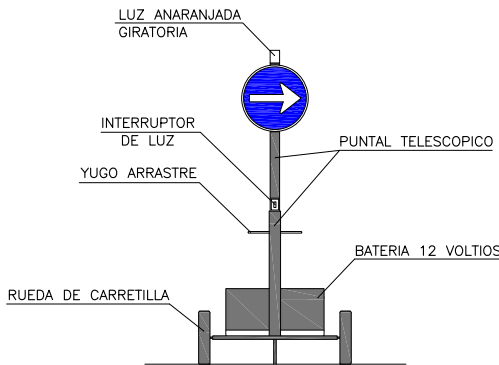 LUZ ANARANJADA
GIRATORIA
INTERRUPTOR
DE LUZ
PUNTAL TELESCOPICO
YUGO ARRASTRE
BATERIA 12 VOLTIOS
RUEDA DE CARRETILLA